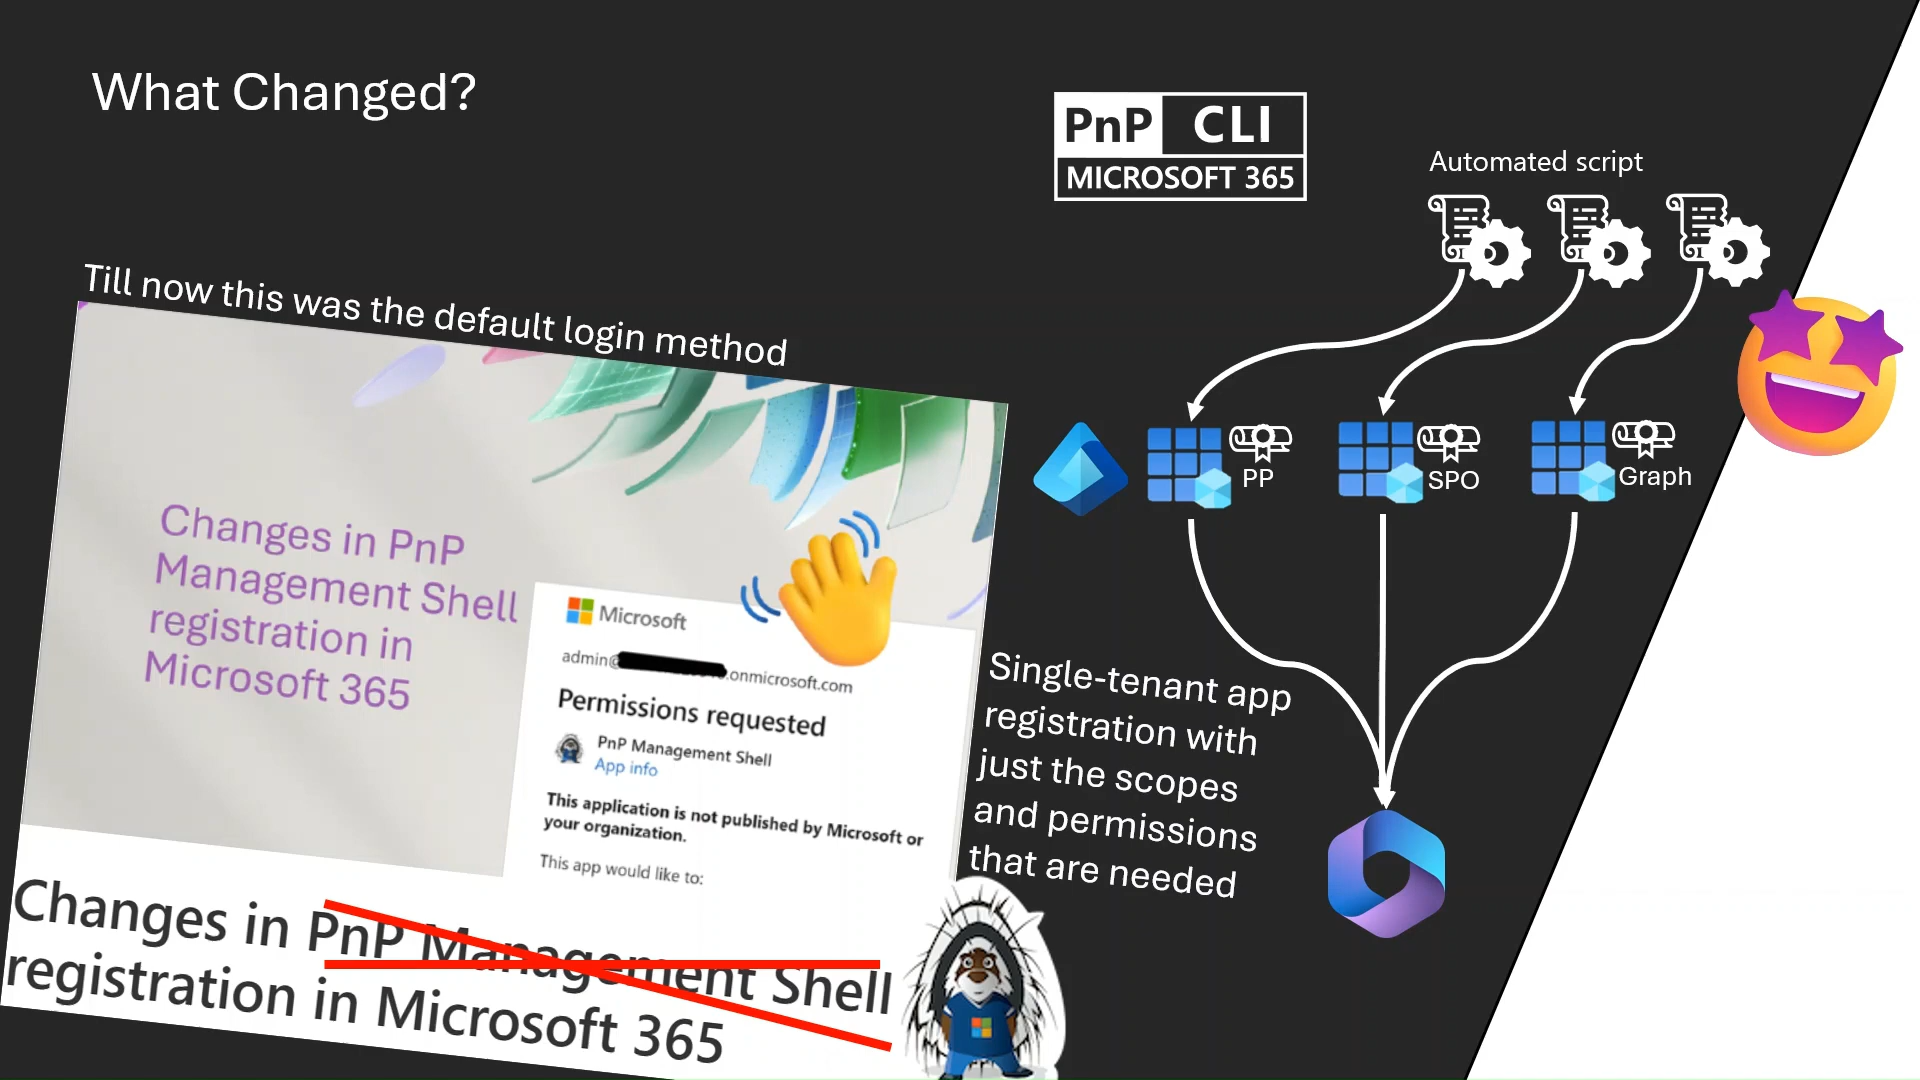 What Changed?
PnP CLI
MICROSOFT 365
Automated script
Till now this was the default login method
PP
SPO
Graph
Changes in PnP
Management Shell
registration in
Microsoft 365
Microsoft
admin@
.onmicrosoft.com
Permissions requested
PnP Management Shell
App info
This application is not published by Microsoft or
your organization.
This app would like to:
Single-tenant app
registration with
just the scopes
and permissions
that are needed
Changes in PnP Management Shell
registration in Microsoft 365